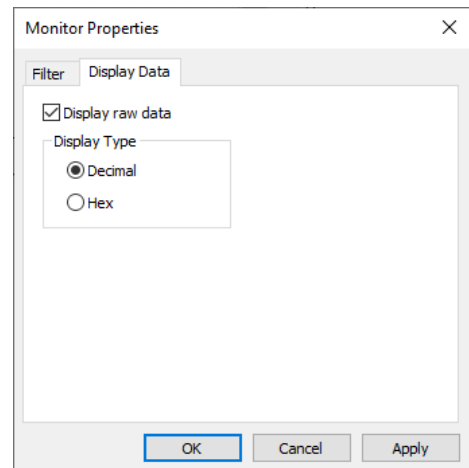 Monitor Properties
Filter
Display Data
Display raw data
Display Type
Decimal
Hex
OK
Cancel
Apply